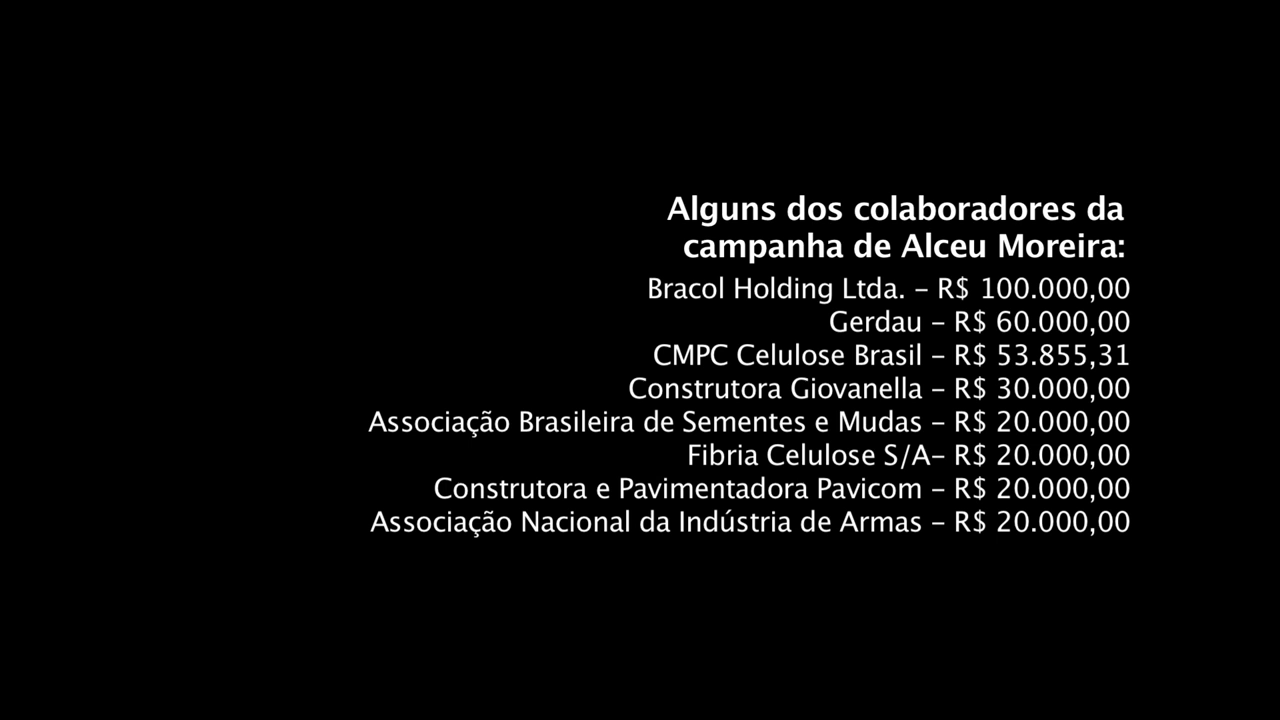 Alguns dos colaboradores da
campanha de Alceu Moreira:
Bracol Holding Ltda. – R$ 100.000,00
Gerdau – R$ 60.000,00
CMPC Celulose Brasil – R$ 53.855,31
Construtora Giovanella – R$ 30.000,00
Associação Brasileira de Sementes e Mudas – R$ 20.000,00
Fibria Celulose S/A– R$ 20.000,00
Construtora e Pavimentadora Pavicom – R$ 20.000,00
Associação Nacional da Indústria de Armas – R$ 20.000,00